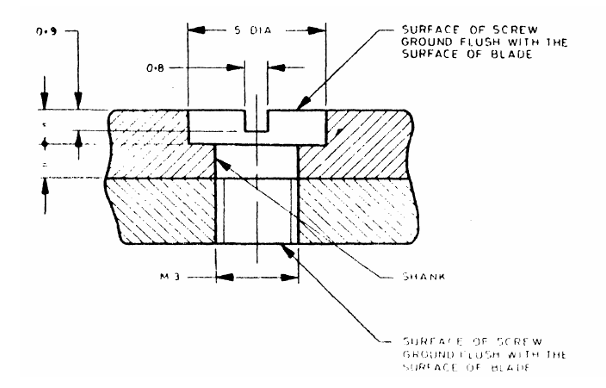 0·9
5 DIA
0·8
SURFACE OF SCREW
GROUND FLUSH WITH THE
SURFACE OF BLADE
M 3
SHANK
SURFACE OF SCREW
GROUND FLUSH WITH THE
SURFACE OF BLADE